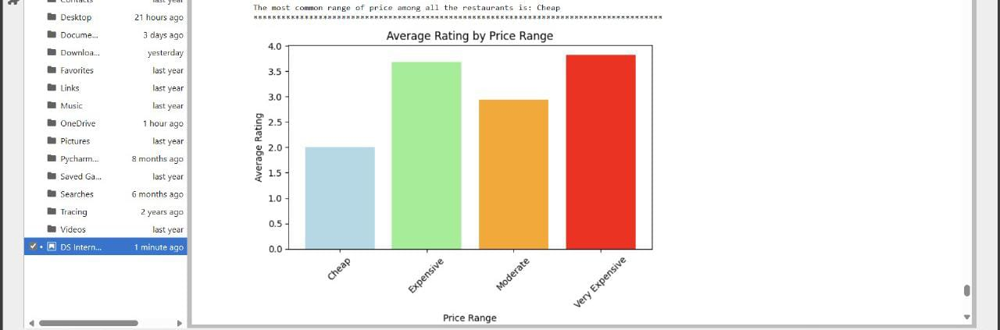 last year
The most common range of price among all the restaurants is: Cheap
****************************************************************************************
Desktop 21 hours ago
Docume... 3 days ago
Downloa... yesterday
Favorites last year
Links last year
Music last year
OneDrive 1 hour ago
Pictures last year
Pycharm... 8 months ago
Saved Ga... last year
Searches 6 months ago
Tracing 2 years ago
Videos last year
DS Intern... 1 minute ago
Average Rating by Price Range
Average Rating
4.0
3.5
3.0
2.5
2.0
1.5
1.0
0.5
0.0
Cheap Expensive Moderate Very Expensive
Price Range